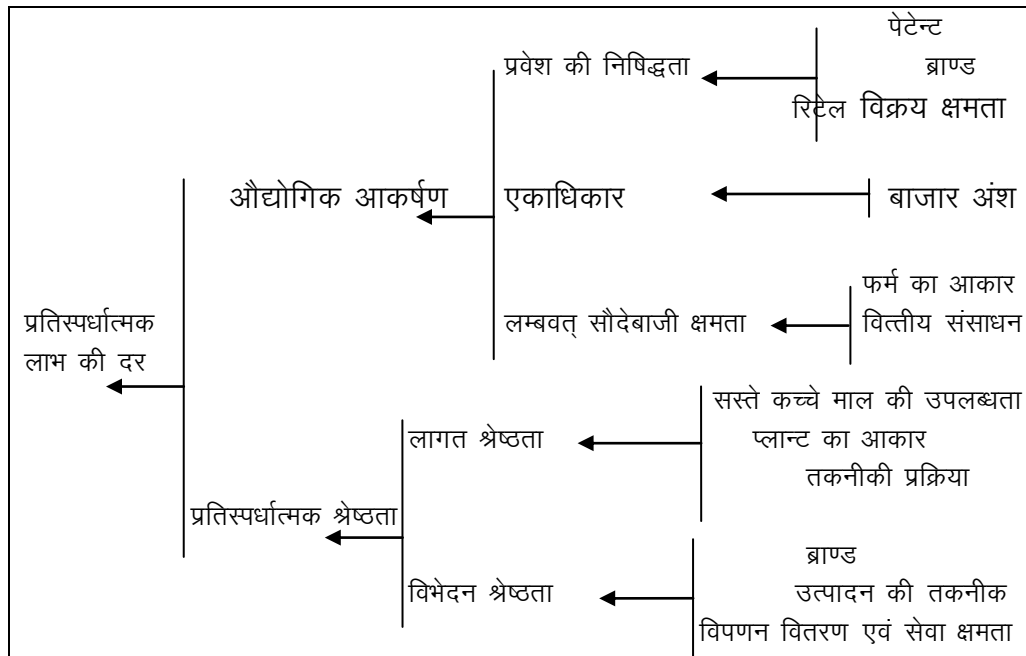 पेटेन्ट
प्रवेश की निषिद्धता
ब्राण्ड
रिटेल विक्रय क्षमता
औद्योगिक आकर्षण
एकाधिकार
बाजार अंश
फर्म का आकार
प्रतिस्पर्धात्मक
लाभ की दर
लम्बवत् सौदेबाजी क्षमता
वित्तीय संसाधन
सस्ते कच्चे माल की उपलब्धता
लागत श्रेष्ठता
प्लान्ट का आकार
तकनीकी प्रक्रिया
प्रतिस्पर्धात्मक श्रेष्ठता
ब्राण्ड
विभेदन श्रेष्ठता
उत्पादन की तकनीक
विपणन वितरण एवं सेवा क्षमता